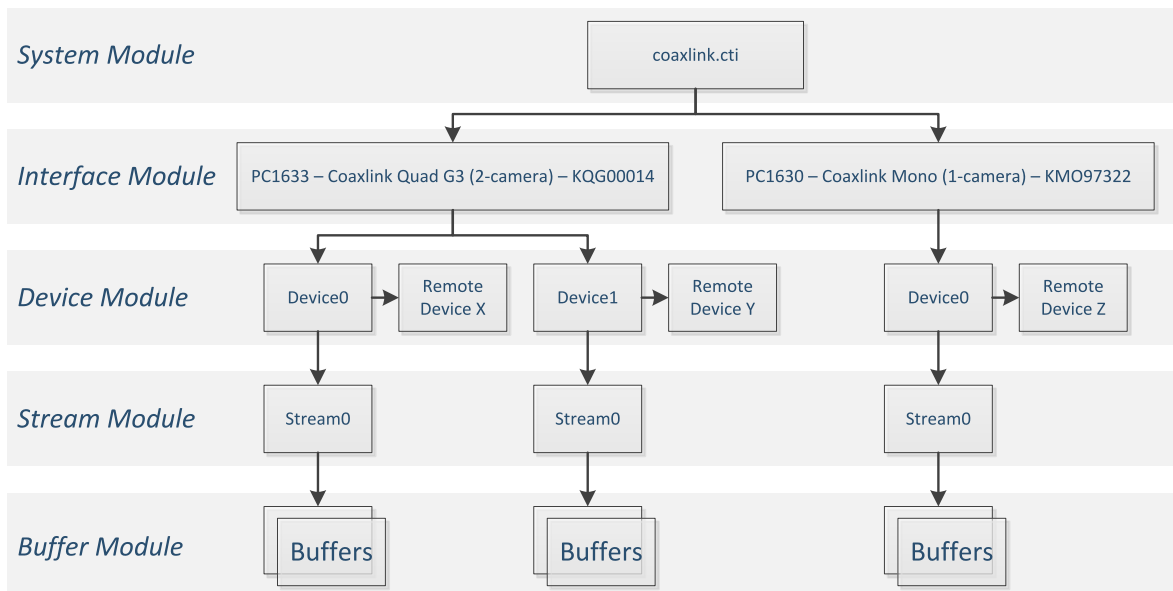 System Module
coaxlink.cti
Interface Module
PC1633 – Coaxlink Quad G3 (2-camera) – KQG00014
PC1630 – Coaxlink Mono (1-camera) – KMO97322
Device Module
Device0
Remote
Device X
Device1
Remote
Device Y
Device0
Remote
Device Z
Stream Module
Stream0
Stream0
Stream0
Buffer Module
Buffers
Buffers
Buffers